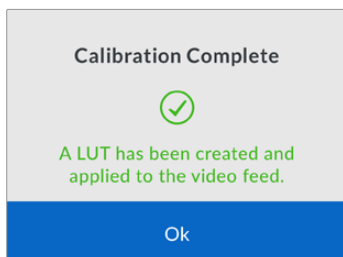 Calibration Complete
A LUT has been created and
applied to the video feed.
Ok